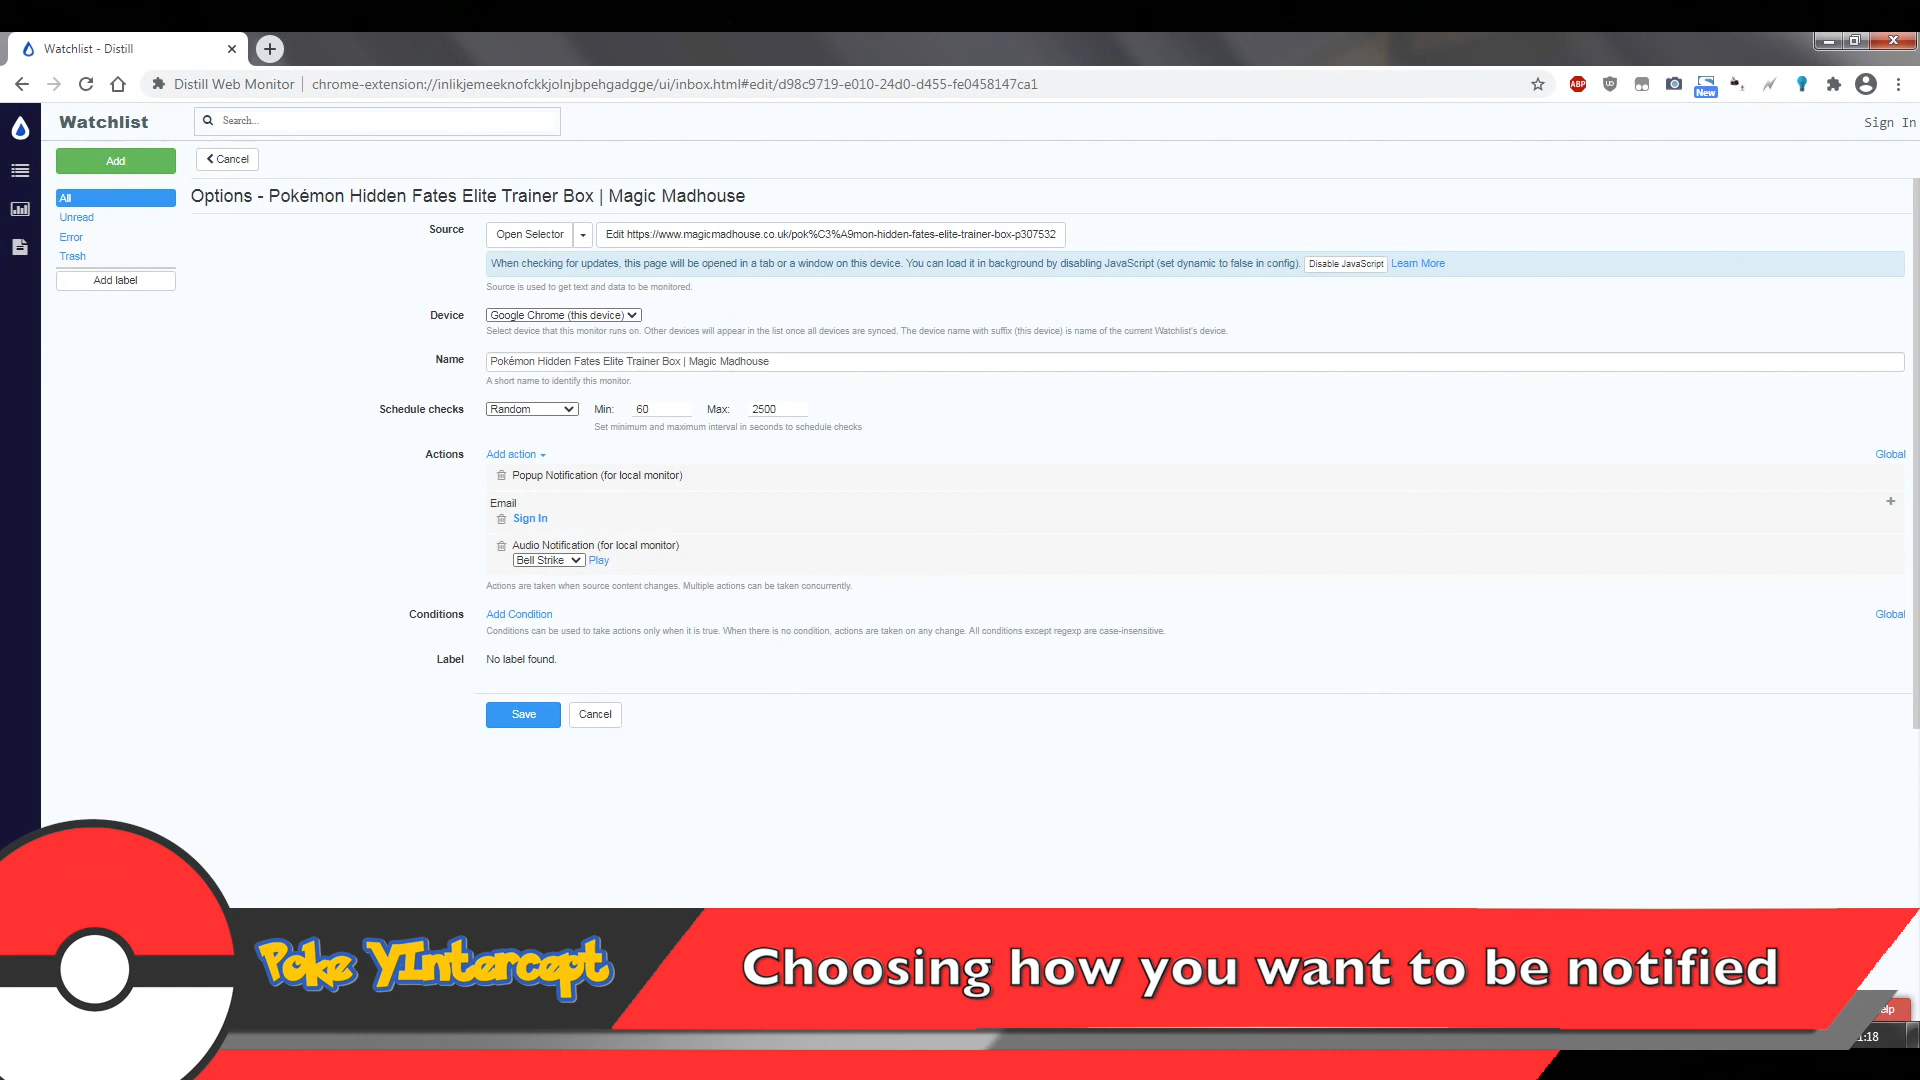 Watchlist - Distill
Distill Web Monitor
chrome-extension://inlikjemeeknofckkjolnjbpehgadgge/ui/inbox.html#edit/d98c9719-e010-24d0-d455-fe0458147ca1
ABP
New
Watchlist
Search...
Sign In
Add
Cancel
All
Unread
Error
Trash
Add label
Options - Pokémon Hidden Fates Elite Trainer Box | Magic Madhouse
Source
Open Selector
Edit https://www.magicmadhouse.co.uk/pok%C3%A9mon-hidden-fates-elite-trainer-box-p307532
When checking for updates, this page will be opened in a tab or a window on this device. You can load it in background by disabling JavaScript (set dynamic to false in config). Disable JavaScript Learn More
Source is used to get text and data to be monitored.
Device
Google Chrome (this device)
Select device that this monitor runs on. Other devices will appear in the list once all devices are synced. The device name with suffix (this device) is name of the current Watchlist's device.
Name
Pokémon Hidden Fates Elite Trainer Box | Magic Madhouse
A short name to identify this monitor.
Schedule checks
Random Min: 60 Max: 2500
Set minimum and maximum interval in seconds to schedule checks
Actions
Add action
Global
Popup Notification (for local monitor)
Email
Sign In
Audio Notification (for local monitor)
Bell Strike Play
Actions are taken when source content changes. Multiple actions can be taken concurrently.
Conditions
Add Condition
Global
Conditions can be used to take actions only when it is true. When there is no condition, actions are taken on any change. All conditions except regexp are case-insensitive.
Label
No label found.
Save
Cancel
Poke YIntercept
Choosing how you want to be notified
elp
:18